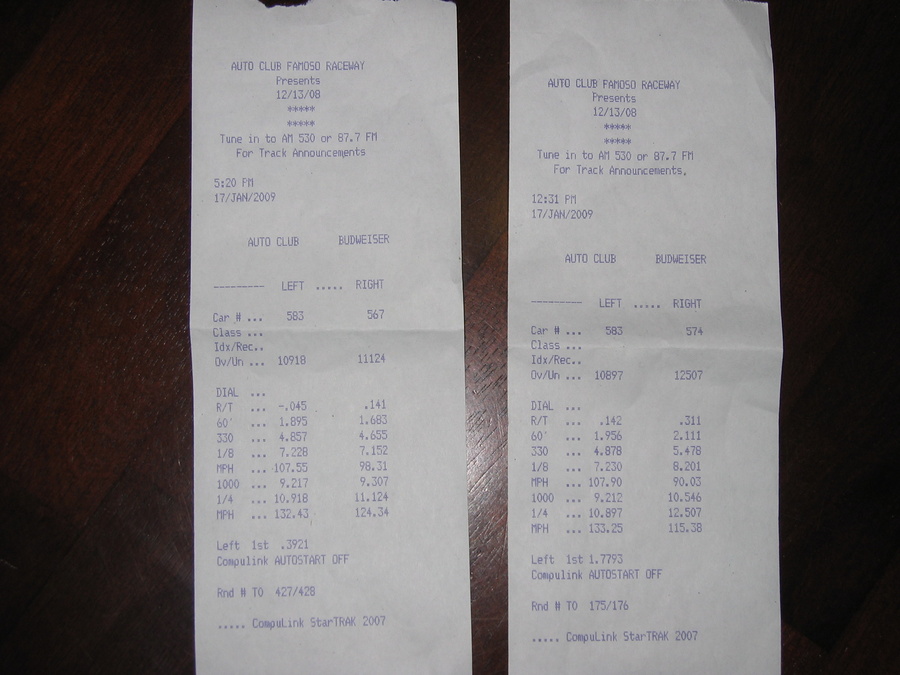 AUTO CLUB FAMOSO RACEWAY
Presents
12/13/08
*****
*****
Tune in to AM 530 or 87.7 FM
For Track Announcements
5:20 PM
17/JAN/2009
AUTO CLUB BUDWEISER
--------- LEFT ..... RIGHT
Car # ... 583 567
Class ...
Idx/Rec..
Ov/Un ... 10918 11124
DIAL ...
R/T ... -.045 .141
60' ... 1.895 1.683
330 ... 4.857 4.655
1/8 ... 7.228 7.152
MPH ... 107.55 98.31
1000 ... 9.217 9.307
1/4 ... 10.918 11.124
MPH ... 132.43 124.34
Left 1st .3921
Compulink AUTOSTART OFF
Rnd # TO 427/428
..... CompuLink StarTRAK 2007
AUTO CLUB FAMOSO RACEWAY
Presents
12/13/08
*****
*****
Tune in to AM 530 or 87.7 FM
For Track Announcements.
12:31 PM
17/JAN/2009
AUTO CLUB BUDWEISER
--------- LEFT ..... RIGHT
Car # ... 583 574
Class ...
Idx/Rec..
Ov/Un ... 10897 12507
DIAL ...
R/T ... .142 .311
60' ... 1.956 2.111
330 ... 4.878 5.478
1/8 ... 7.230 8.201
MPH ... 107.90 90.03
1000 ... 9.212 10.546
1/4 ... 10.897 12.507
MPH ... 133.25 115.38
Left 1st 1.7793
Compulink AUTOSTART OFF
Rnd # TO 175/176
..... CompuLink StarTRAK 2007